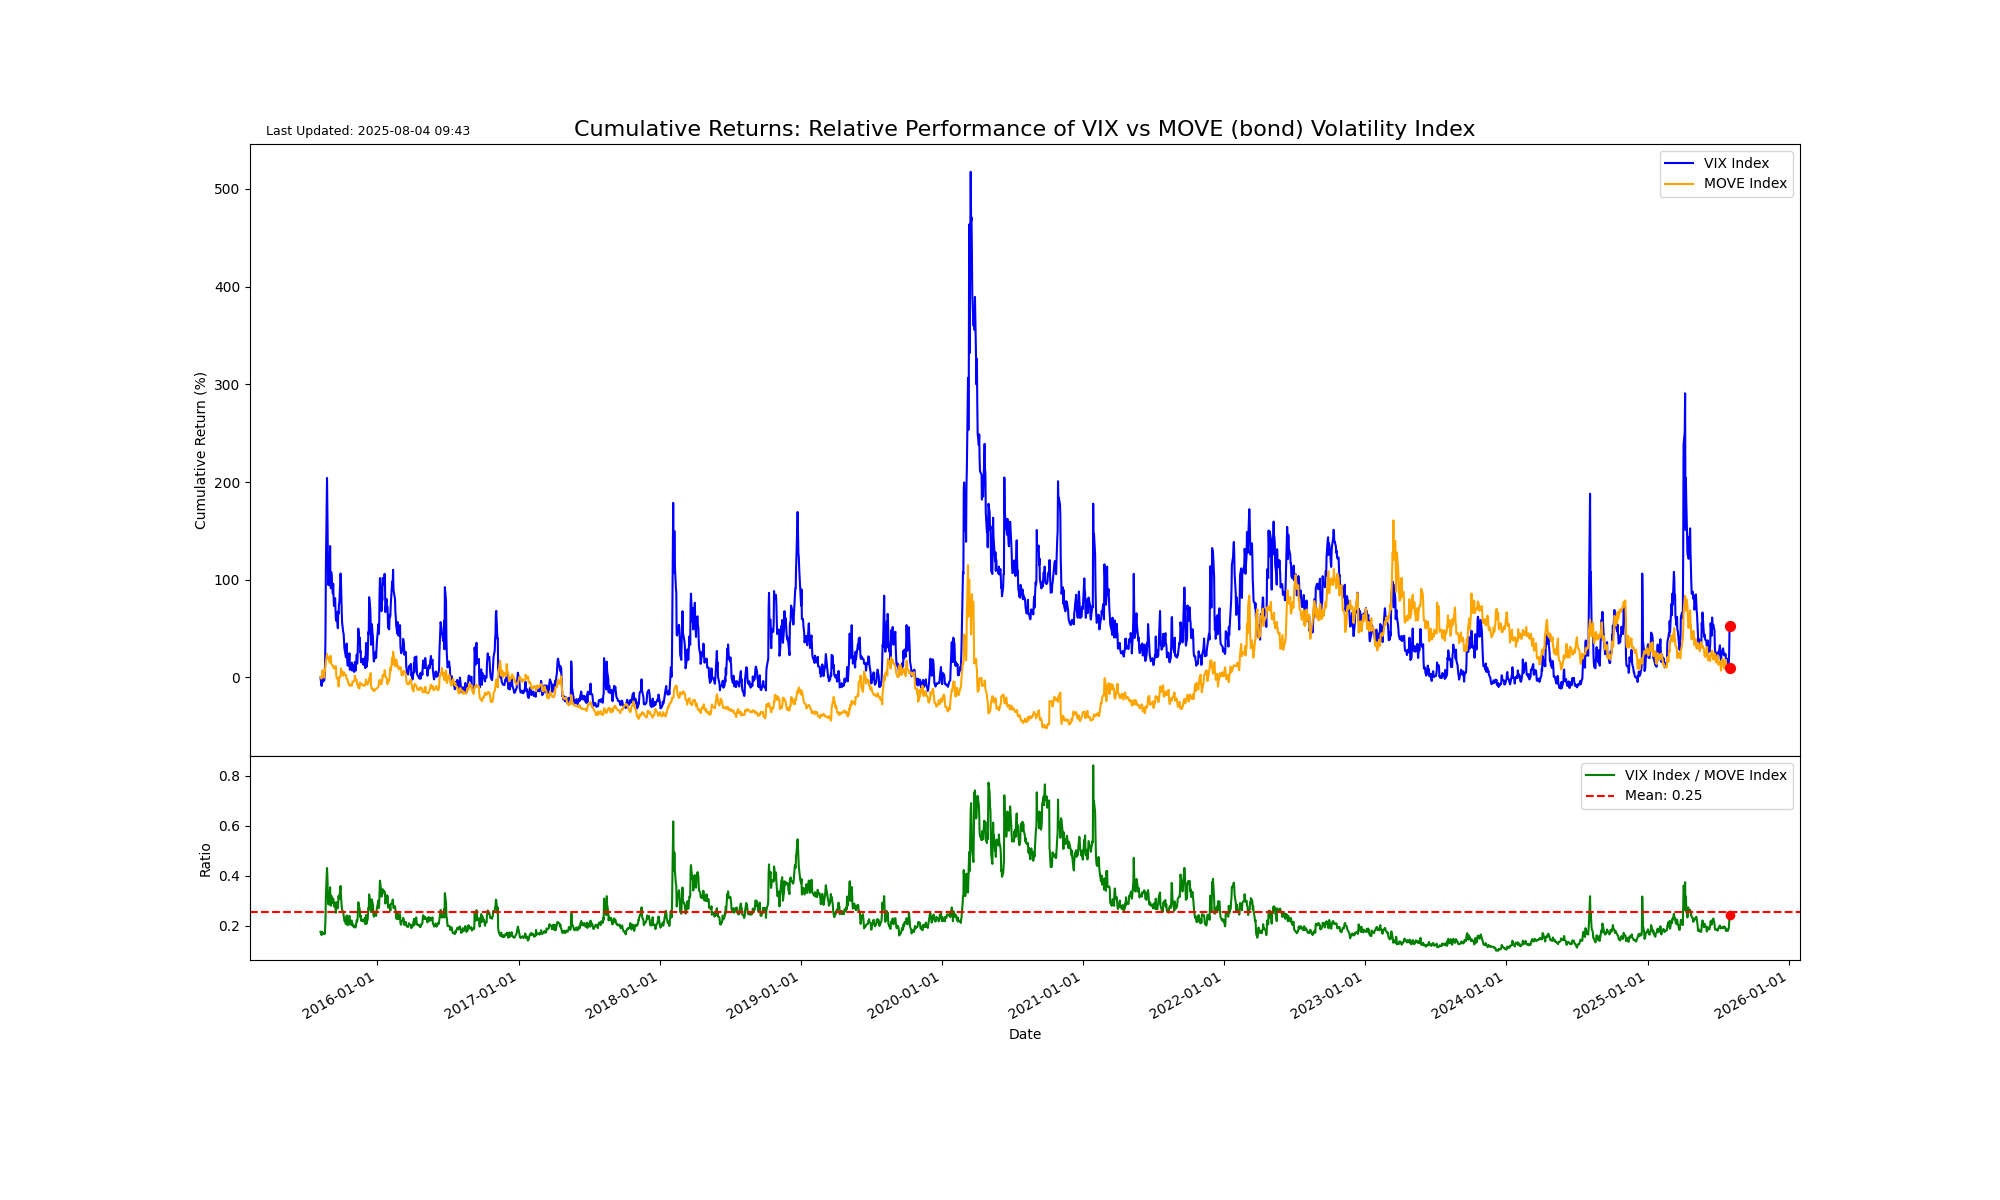 Last Updated: 2025-08-04 09:43
Cumulative Returns: Relative Performance of VIX vs MOVE (bond) Volatility Index
VIX Index
MOVE Index
Cumulative Return (%)
500
400
300
200
100
0
VIX Index / MOVE Index
Mean: 0.25
Ratio
0.8
0.6
0.4
0.2
2016-01-01
2017-01-01
2018-01-01
2019-01-01
2020-01-01
2021-01-01
2022-01-01
2023-01-01
2024-01-01
2025-01-01
2026-01-01
Date